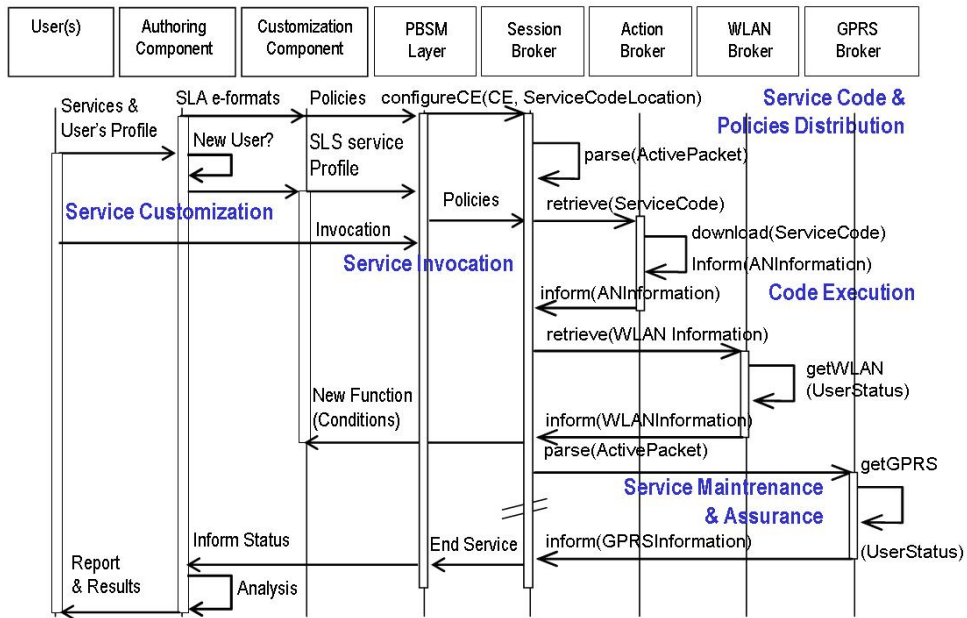 User(s)
Authoring
Component
Customization
Component
PBSM
Layer
Session
Broker
Action
Broker
WLAN
Broker
GPRS
Broker
Services &
User's Profile
SLA e-formats
Policies
configureCE(CE, ServiceCodeLocation)
Service Code &
Policies Distribution
New User?
SLS service
Profile
parse(ActivePacket)
Service Customization
Policies
retrieve(ServiceCode)
Invocation
download(ServiceCode)
Service Invocation
Inform(ANInformation)
inform(ANInformation)
Code Execution
retrieve(WLAN Information)
getWLAN
(UserStatus)
New Function
(Conditions)
inform(WLANInformation)
parse(ActivePacket)
getGPRS
Service Maintrenance
& Assurance
Inform Status
End Service
inform(GPRSInformation)
(UserStatus)
Report
& Results
Analysis